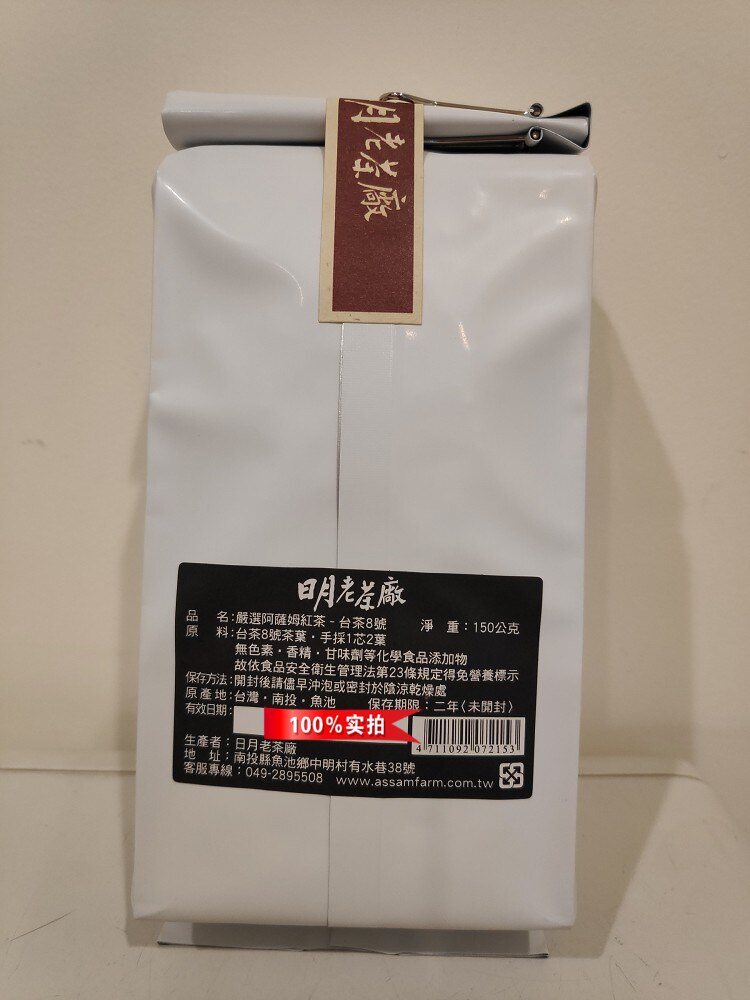 月老茶廠
日月老茶廠
品　名:嚴選阿薩姆紅茶 - 台茶8號　淨　重：150公克
原　料:台茶8號茶葉‧手採1芯2葉
無色素‧香精‧甘味劑等化學食品添加物
故依食品安全衛生管理法第23條規定得免營養標示
保存方法:開封後請儘早沖泡或密封於陰涼乾燥處
原 產 地:台灣‧南投‧魚池　保存期限：二年〈未開封〉
有效日期:
100%实拍
4 711092 072153
生產者：日月老茶廠
地　址：南投縣魚池鄉中明村有水巷38號
客服專線：049-2895508　www.assamfarm.com.tw